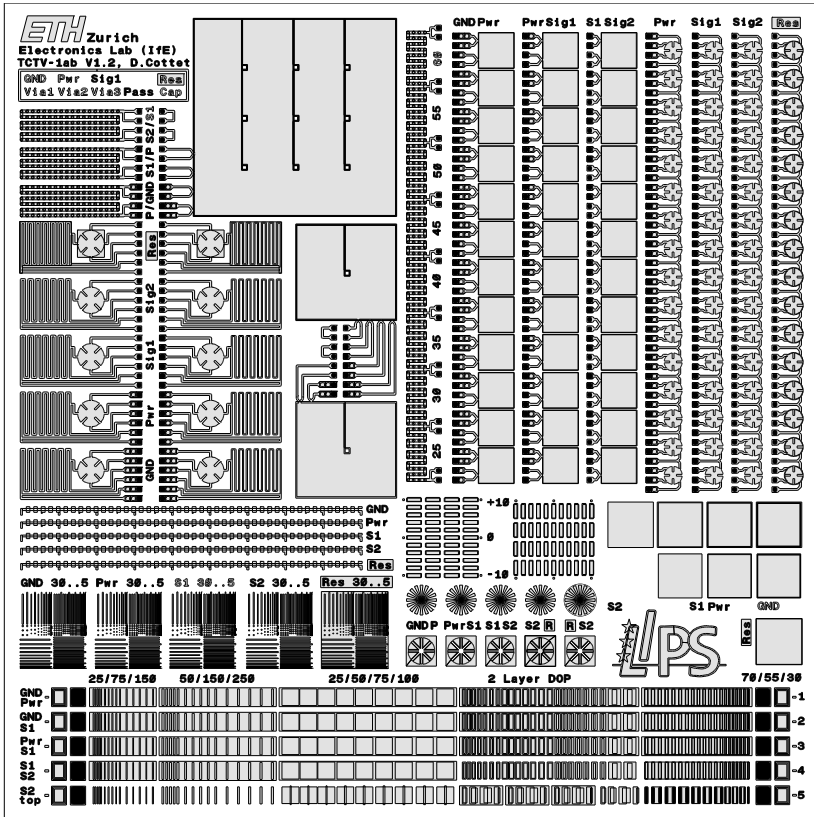 ETH Zurich
Electronics Lab (IfE)
TCTV-1ab V1.2, D.Cottet
GND Pwr Sig1 Res
Via1 Via2 Via3 Pass Cap
S2/S1
S1/P
P/GND
Res
Sig2
Sig1
Pwr
GND
GND Pwr Pwr Sig1 S1 Sig2 Pwr Sig1 Sig2 Res
60
55
50
45
40
35
30
25
GND
Pwr
S1
S2
Res
+10
0
-10
GND 30..5 Pwr 30..5 S1 30..5 S2 30..5 Res 30..5
GND P Pwr S1 S1 S2 S2 R R S2
S2 S1 Pwr GND
Res
LIPS
25/75/150 50/150/250 25/50/75/100 2 Layer DOP 70/55/30
GND
Pwr -1
GND
S1 -2
Pwr
S1 -3
S1
S2 -4
S2
top -5